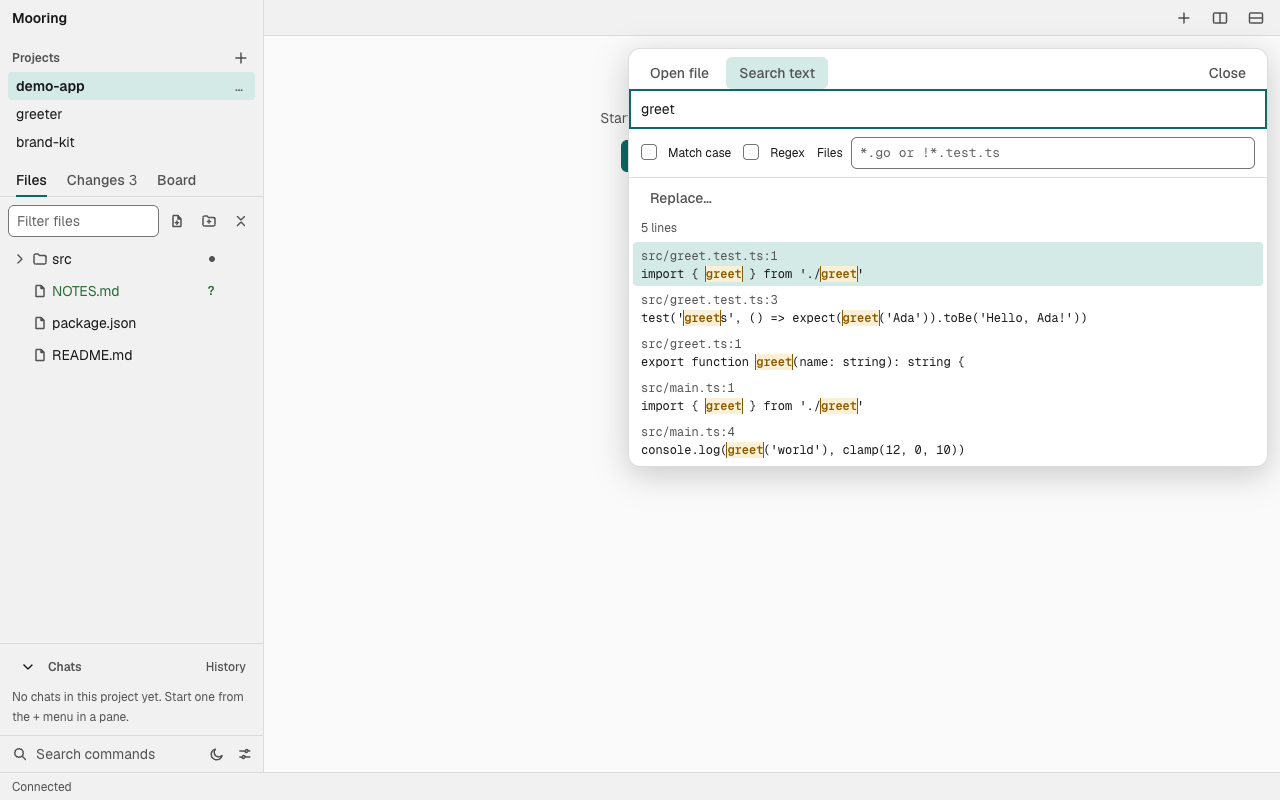 Mooring
Projects
demo-app
...
greeter
brand-kit
Files
Changes 3
Board
Filter files
src
NOTES.md
?
package.json
README.md
Chats
History
No chats in this project yet. Start one from
the + menu in a pane.
Search commands
Connected
Star
Open file
Search text
Close
greet
Match case
Regex
Files
*.go or !*.test.ts
Replace…
5 lines
src/greet.test.ts:1
import { greet } from './greet'
src/greet.test.ts:3
test('greets', () => expect(greet('Ada')).toBe('Hello, Ada!'))
src/greet.ts:1
export function greet(name: string): string {
src/main.ts:1
import { greet } from './greet'
src/main.ts:4
console.log(greet('world'), clamp(12, 0, 10))